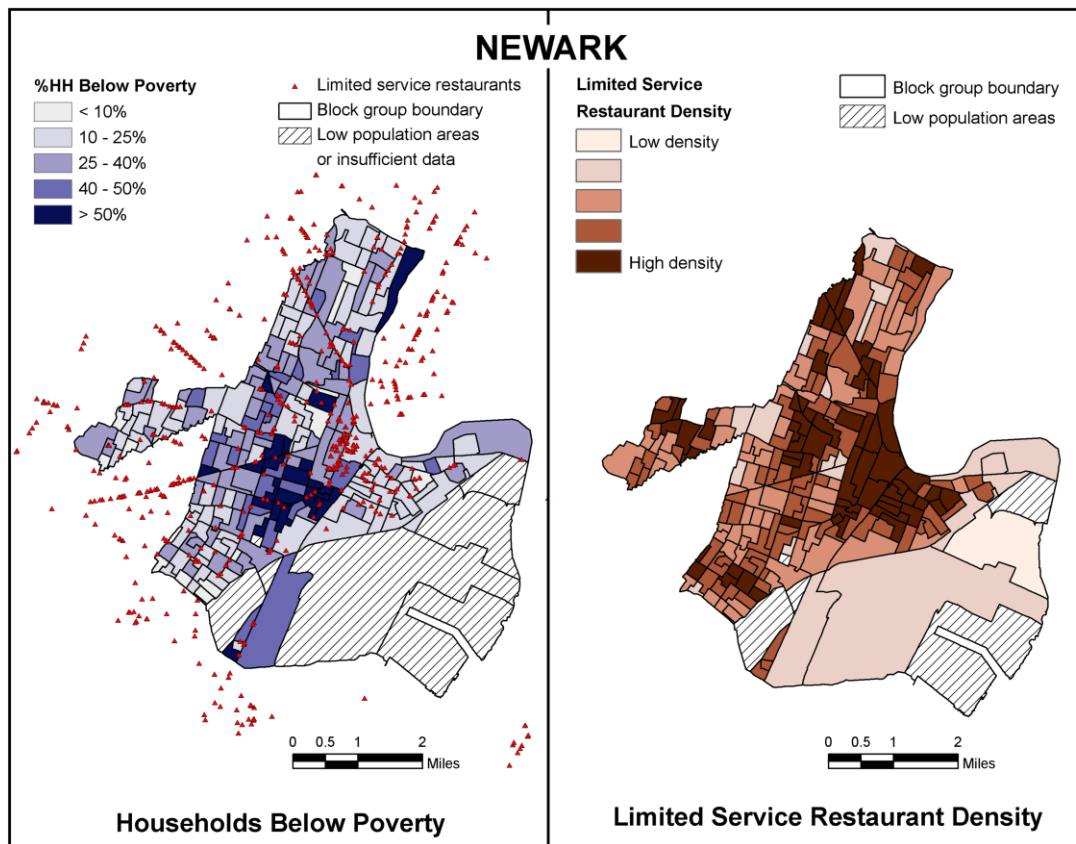 NEWARK
%HH Below Poverty
< 10%
10 - 25%
25 - 40%
40 - 50%
> 50%
Limited service restaurants
Block group boundary
Low population areas
or insufficient data
0 0.5 1 2
Miles
Households Below Poverty
Limited Service
Restaurant Density
Low density
High density
Block group boundary
Low population areas
0 0.5 1 2
Miles
Limited Service Restaurant Density